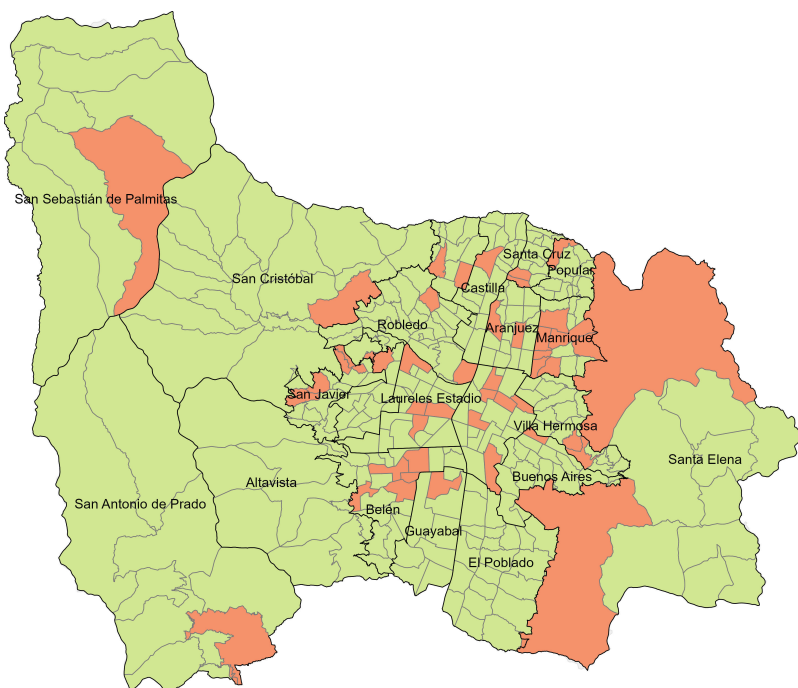 San Sebastián de Palmitas
Santa Cruz
Popular
San Cristóbal
Castilla
Robledo
Aranjuez
Manrique
San Javier
Laureles Estadio
Villa Hermosa
Santa Elena
Buenos Aires
Altavista
San Antonio de Prado
Belén
Guayabal
El Poblado